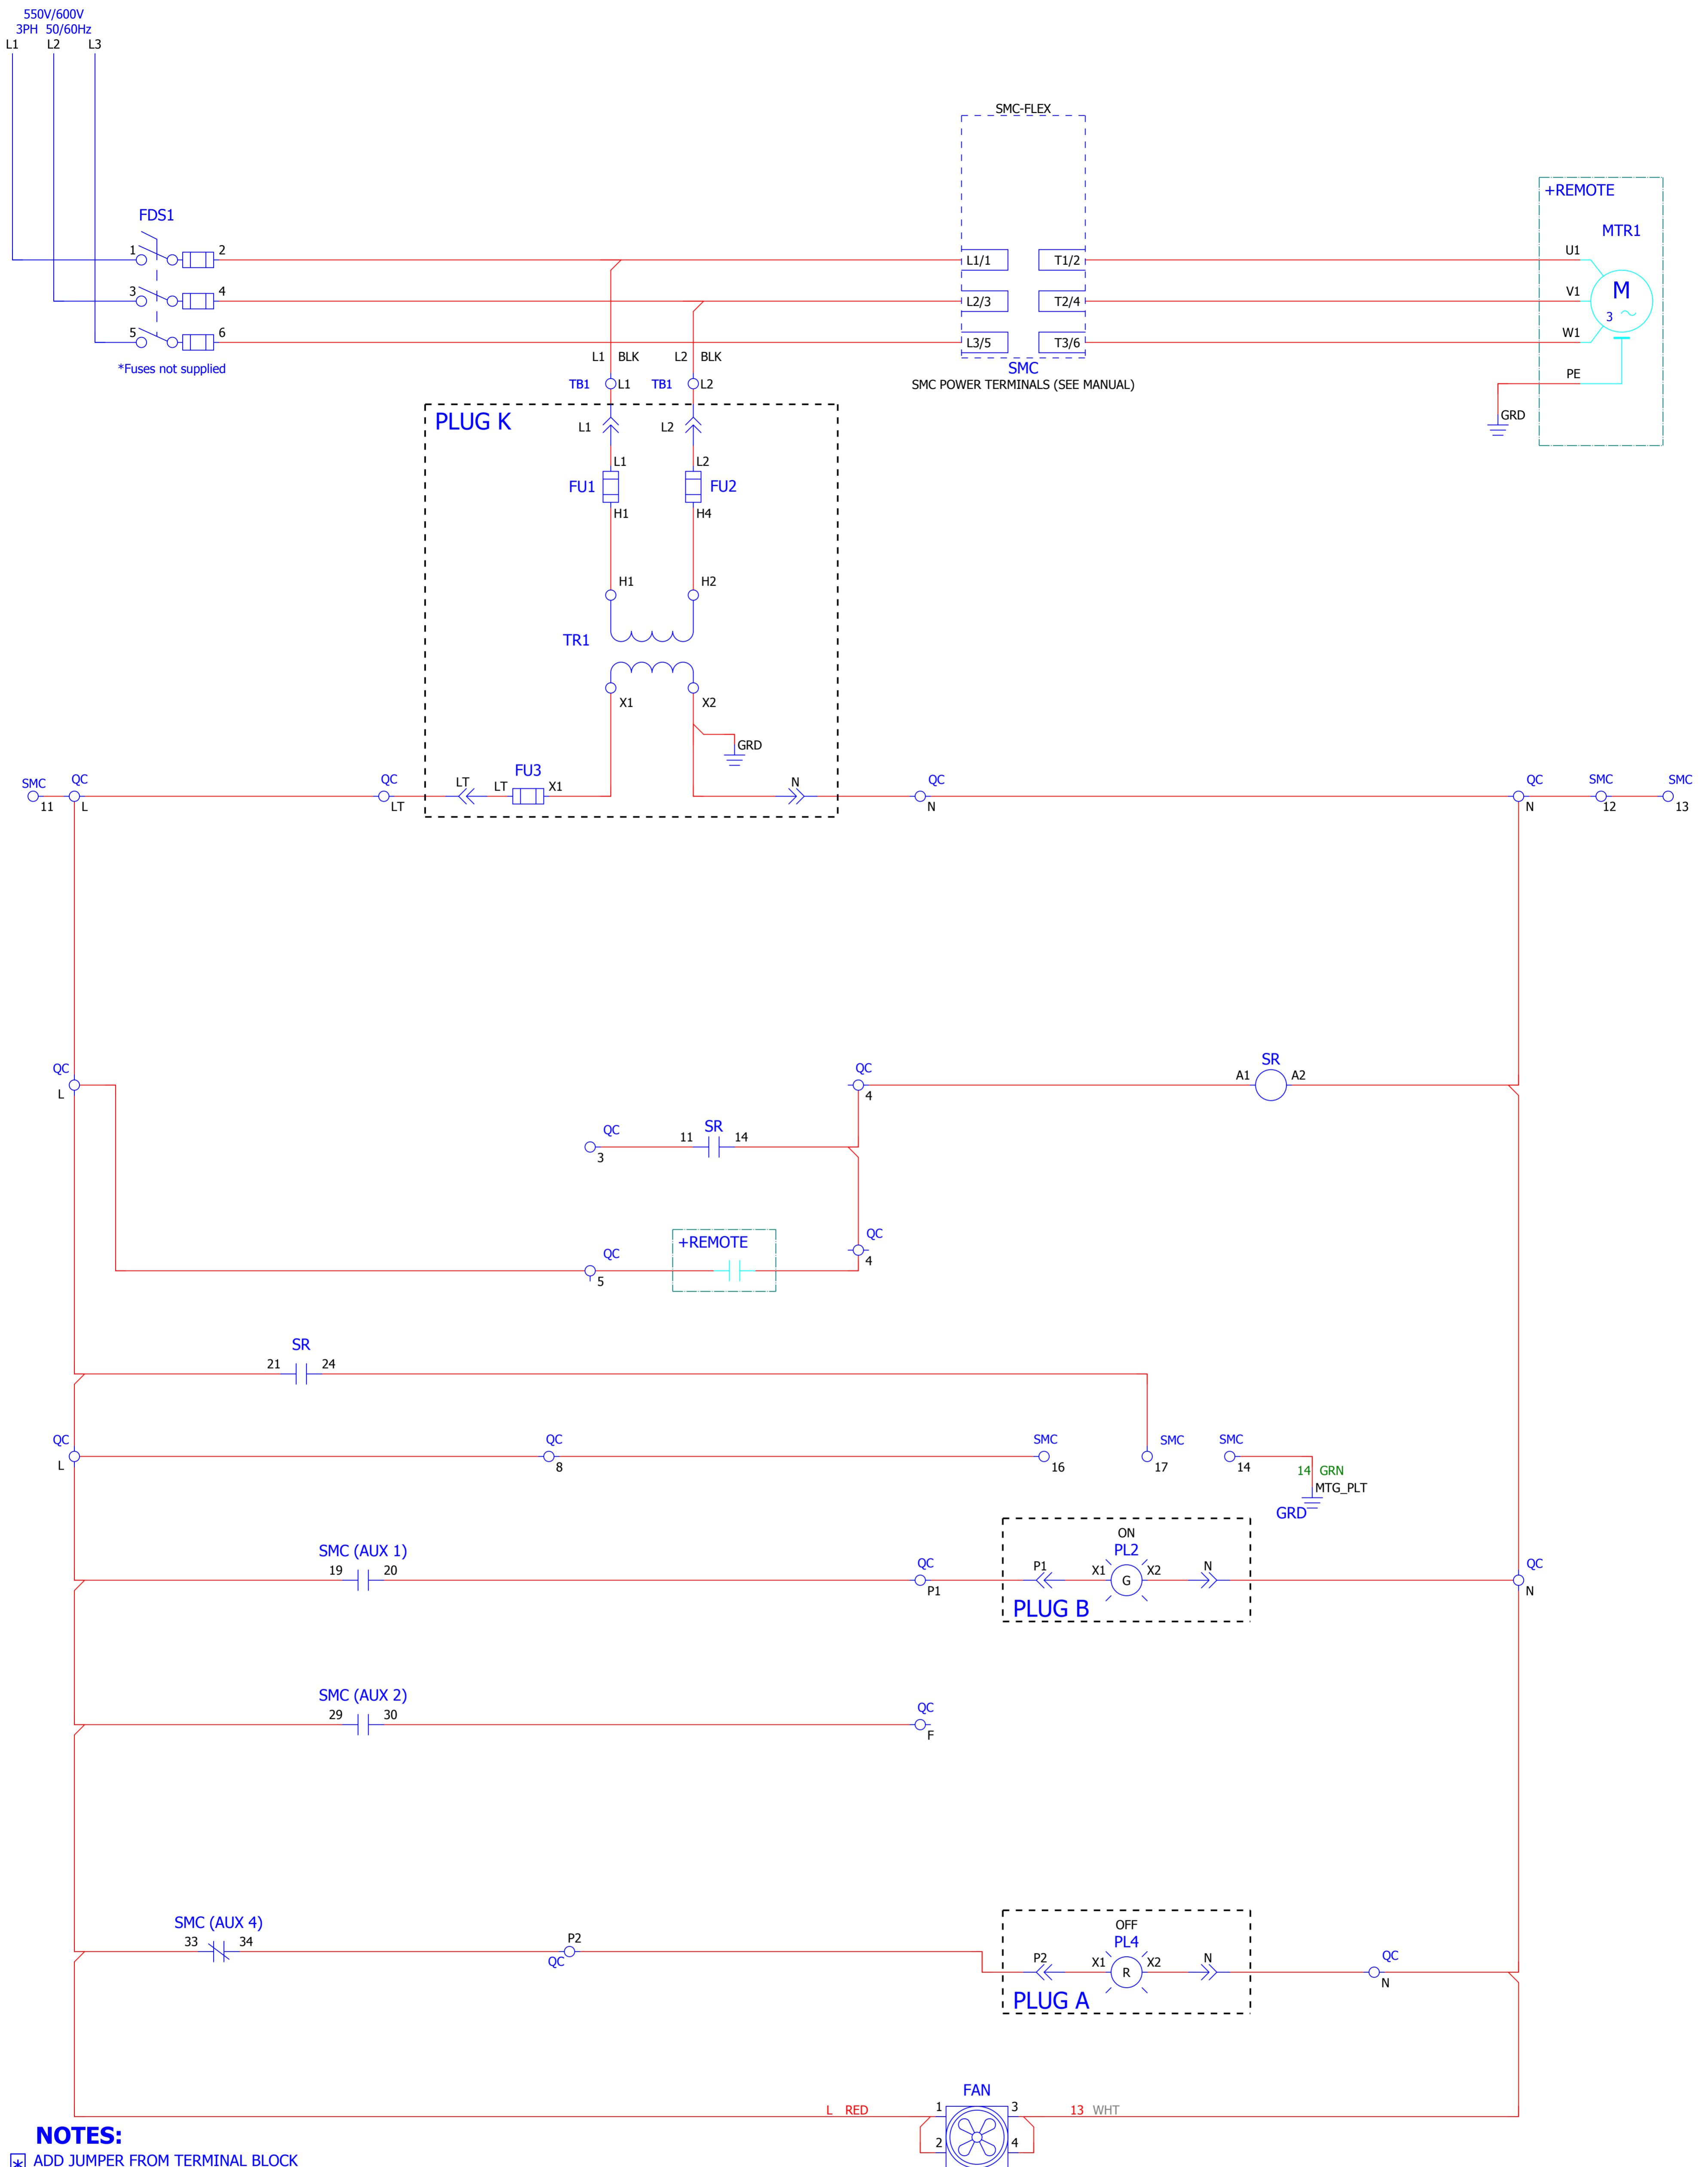 550V/600V
3PH 50/60Hz
L1 L2 L3
SMC-FLEX
+REMOTE
MTR1
FDS1
1 2
L1/1 T1/2
U1
3 4
L2/3 T2/4
V1
M
3
5 6
L3/5 T3/6
W1
*Fuses not supplied
L1 BLK L2 BLK
SMC
SMC POWER TERMINALS (SEE MANUAL)
PE
TB1 L1 TB1 L2
GRD
PLUG K
L1 L2
L1 L2
FU1 FU2
H1 H4
H1 H2
TR1
X1 X2
GRD
SMC QC QC LT LT FU3 X1 N QC QC SMC SMC
11 L LT N N 12 13
QC QC SR
L 4 A1 A2
QC SR
3 11 14
QC +REMOTE QC
5 4
SR
21 24
QC QC SMC SMC SMC
L 8 16 17 14
14 GRN
MTG_PLT
GRD
SMC (AUX 1)
19 20
QC
P1
ON
PL2
P1 X1 G X2 N
PLUG B
QC
N
SMC (AUX 2)
29 30
QC
F
SMC (AUX 4)
33 34
P2
QC
OFF
PL4
P2 X1 R X2 N
PLUG A
QC
N
FAN
L RED 1 3 13 WHT
2 4
NOTES:
* ADD JUMPER FROM TERMINAL BLOCK